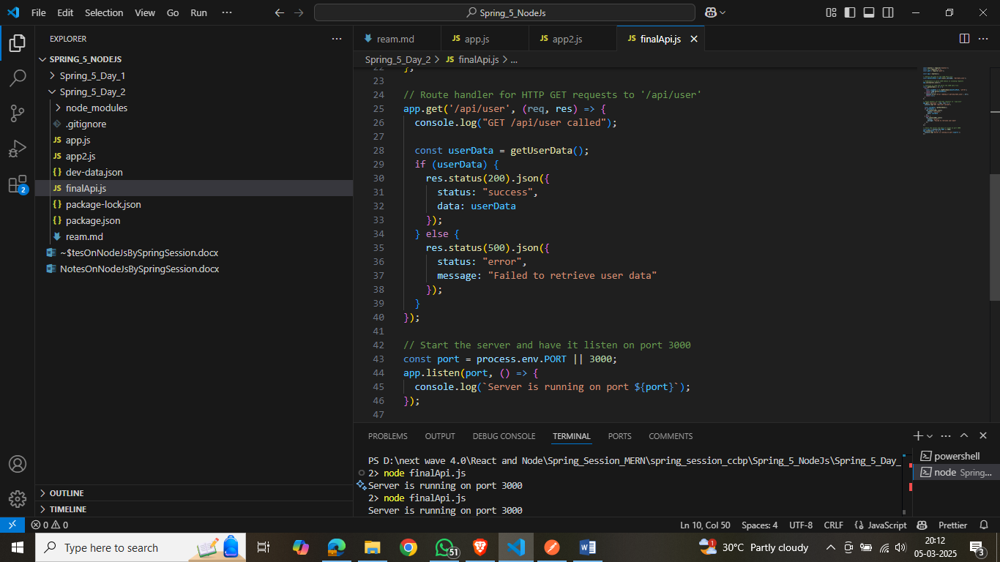 File Edit Selection View Go Run ··· Spring_5_NodeJs
EXPLORER
SPRING_5_NODEJS
Spring_5_Day_1
Spring_5_Day_2
node_modules
.gitignore
JS app.js
JS app2.js
{} dev-data.json
JS finalApi.js
{} package-lock.json
{} package.json
ream.md
~$tesOnNodeJsBySpringSession.docx
NotesOnNodeJsBySpringSession.docx
OUTLINE
TIMELINE
2
ream.md JS app.js JS app2.js JS finalApi.js
Spring_5_Day_2 > JS finalApi.js > ...
22 };
23
24 // Route handler for HTTP GET requests to '/api/user'
25 app.get('/api/user', (req, res) => {
26 console.log("GET /api/user called");
27
28 const userData = getUserData();
29 if (userData) {
30 res.status(200).json({
31 status: "success",
32 data: userData
33 });
34 } else {
35 res.status(500).json({
36 status: "error",
37 message: "Failed to retrieve user data"
38 });
39 }
40 });
41
42 // Start the server and have it listen on port 3000
43 const port = process.env.PORT || 3000;
44 app.listen(port, () => {
45 console.log(`Server is running on port ${port}`);
46 });
47
PROBLEMS OUTPUT DEBUG CONSOLE TERMINAL PORTS COMMENTS
PS D:\next wave 4.0\React and Node\Spring_Session_MERN\spring_session_ccbp\Spring_5_NodeJs\Spring_5_Day_
2> node finalApi.js
Server is running on port 3000
2> node finalApi.js
Server is running on port 3000
powershell
node Spring...
0 0 Ln 10, Col 50 Spaces: 4 UTF-8 CRLF {} JavaScript Prettier
Type here to search 51 1 30°C Partly cloudy 20:12
05-03-2025 3